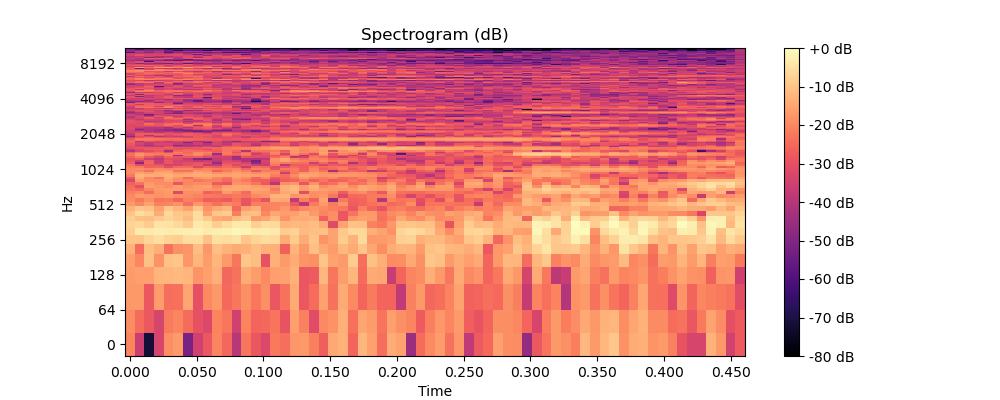 Spectrogram (dB)
8192
4096
2048
1024
512
256
128
64
0
Hz
0.000 0.050 0.100 0.150 0.200 0.250 0.300 0.350 0.400 0.450
Time
+0 dB
-10 dB
-20 dB
-30 dB
-40 dB
-50 dB
-60 dB
-70 dB
-80 dB